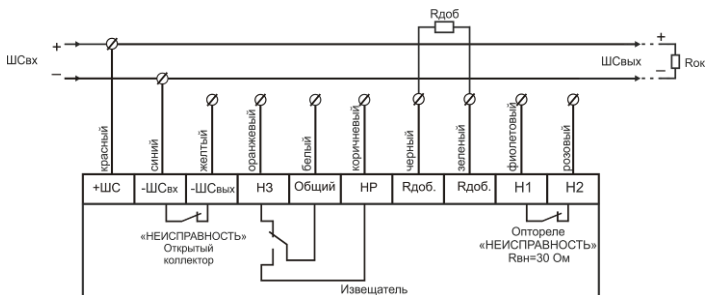 Rдоб
+
+
ШСвх
ШСвых
Rок
−
−
красный
синий
желтый
оранжевый
белый
коричневый
черный
зеленый
фиолетовый
розовый
+ШС
-ШСвх
-ШСвых
НЗ
Общий
НР
Rдоб.
Rдоб.
Н1
Н2
«НЕИСПРАВНОСТЬ»
Открытый
коллектор
Оптореле
«НЕИСПРАВНОСТЬ»
Rвн=30 Ом
Извещатель